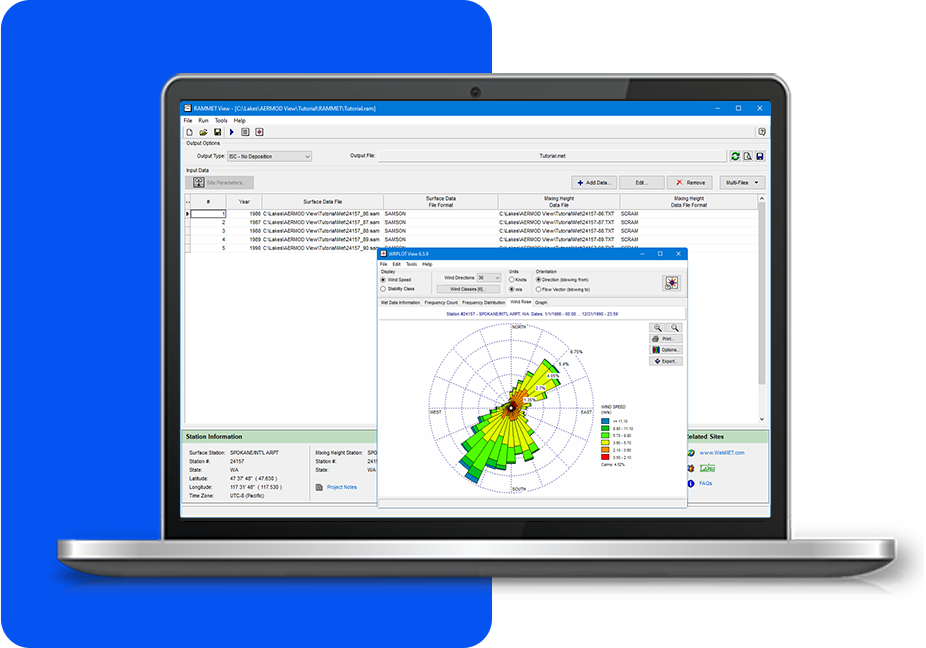 RAMMET View - [C:\Lakes\AERMOD View\Tutorial\RAMMET\Tutorial.ram]
File Run Tools Help
Output Options
Output Type: ISC - No Deposition Output File: Tutorial.met
Input Data
Site Parameters... Add Data... Edit... Remove Multi-Files
# Year Surface Data File Surface Data File Format Mixing Height Data File Mixing Height Data File Format
1 1986 C:\Lakes\AERMOD View\Tutorial\Met\24157_86.sam SAMSON C:\Lakes\AERMOD View\Tutorial\Met\24157-86.TXT SCRAM
2 1987 C:\Lakes\AERMOD View\Tutorial\Met\24157_87.sam SAMSON C:\Lakes\AERMOD View\Tutorial\Met\24157-87.TXT SCRAM
3 1988 C:\Lakes\AERMOD View\Tutorial\Met\24157_88.sam SAMSON C:\Lakes\AERMOD View\Tutorial\Met\24157-88.TXT SCRAM
4 1989 C:\Lakes\AERMOD View\Tutorial\Met\24157_89.sam SAMSON C:\Lakes\AERMOD View\Tutorial\Met\24157-89.TXT SCRAM
5 1990 C:\Lakes\AERMOD View\Tutorial\Met\24157_90.sam SAMSON C:\Lakes\AERMOD View\Tutorial\Met\24157-90.TXT SCRAM
WRPLOT View 6.5.9
File Edit Tools Help
Display Units Orientation
Wind Speed Wind Directions: 36 Knots Direction (blowing from)
Stability Class Wind Classes (6)... m/s Flow Vector (blowing to)
Met Data Information Frequency Count Frequency Distribution Wind Rose Graph
Station #24157 - SPOKANE/INT'L ARPT, WA Dates: 1/1/1986 - 00:00 ... 12/31/1990 - 23:59
NORTH
Print...
Options...
Export...
6.75%
5.4%
4.05%
2.7%
1.35%
WEST EAST
SOUTH
WIND SPEED
(m/s)
>= 11.10
8.80 - 11.10
5.70 - 8.80
3.60 - 5.70
2.10 - 3.60
0.50 - 2.10
Calms: 4.52%
Station Information
Surface Station: SPOKANE/INT'L ARPT
Station #: 24157
State: WA
Latitude: 47 37' 48" ( 47.630 )
Longitude: 117 31' 48" ( 117.530 )
Time Zone: UTC-8 (Pacific)
Mixing Height Station: SPO
Station #: 241
State: WA
Project Notes
elated Sites
www.WebMET.com
FAQs